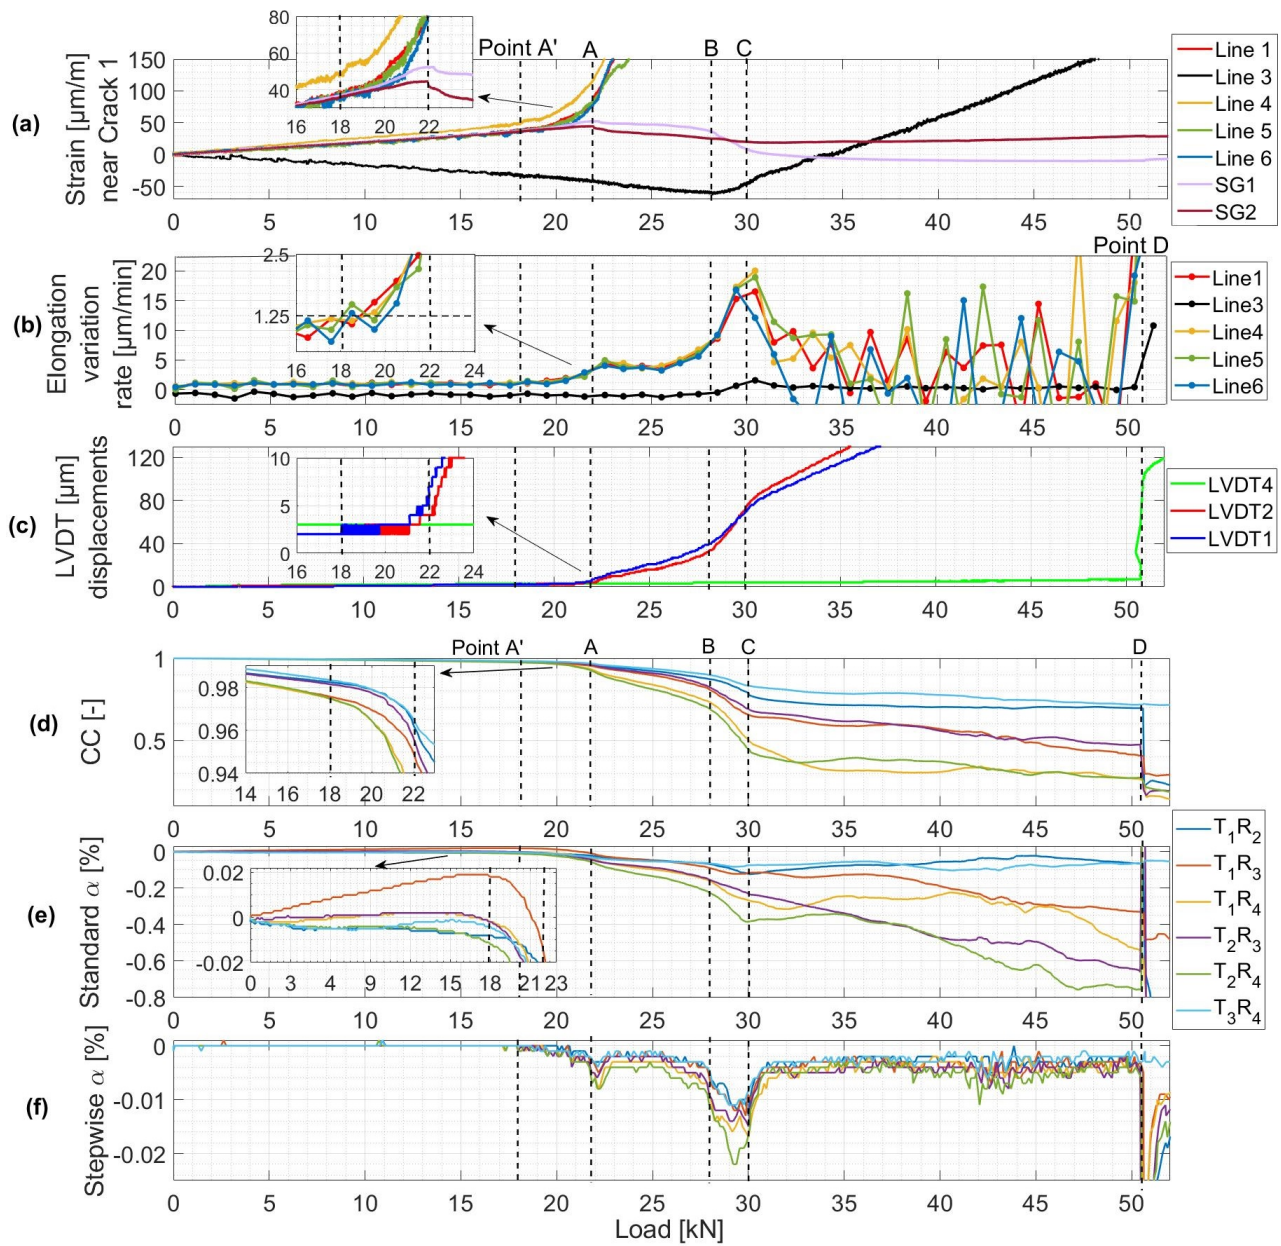 (a)
Strain [μm/m]
near Crack 1
150
100
50
0
-50
80
60
40
16 18 20 22
Point A' A B C
0 5 10 15 20 25 30 35 40 45 50
Line 1
Line 3
Line 4
Line 5
Line 6
SG1
SG2
(b)
Elongation
variation
rate [μm/min]
20
15
10
5
0
2.5
1.25
16 18 20 22 24
Point D
0 5 10 15 20 25 30 35 40 45 50
Line1
Line3
Line4
Line5
Line6
(c)
LVDT [μm]
displacements
120
80
40
0
10
5
0
16 18 20 22 24
0 5 10 15 20 25 30 35 40 45 50
LVDT4
LVDT2
LVDT1
(d)
CC [-]
1
0.5
0.98
0.96
0.94
14 16 18 20 22
Point A' A B C D
0 5 10 15 20 25 30 35 40 45 50
(e)
Standard α [%]
0
-0.2
-0.4
-0.6
-0.8
0.02
0
-0.02
0 3 4 9 12 15 18 21 23
0 5 10 15 20 25 30 35 40 45 50
T₁R₂
T₁R₃
T₁R₄
T₂R₃
T₂R₄
T₃R₄
(f)
Stepwise α [%]
0
-0.01
-0.02
0 5 10 15 20 25 30 35 40 45 50
Load [kN]